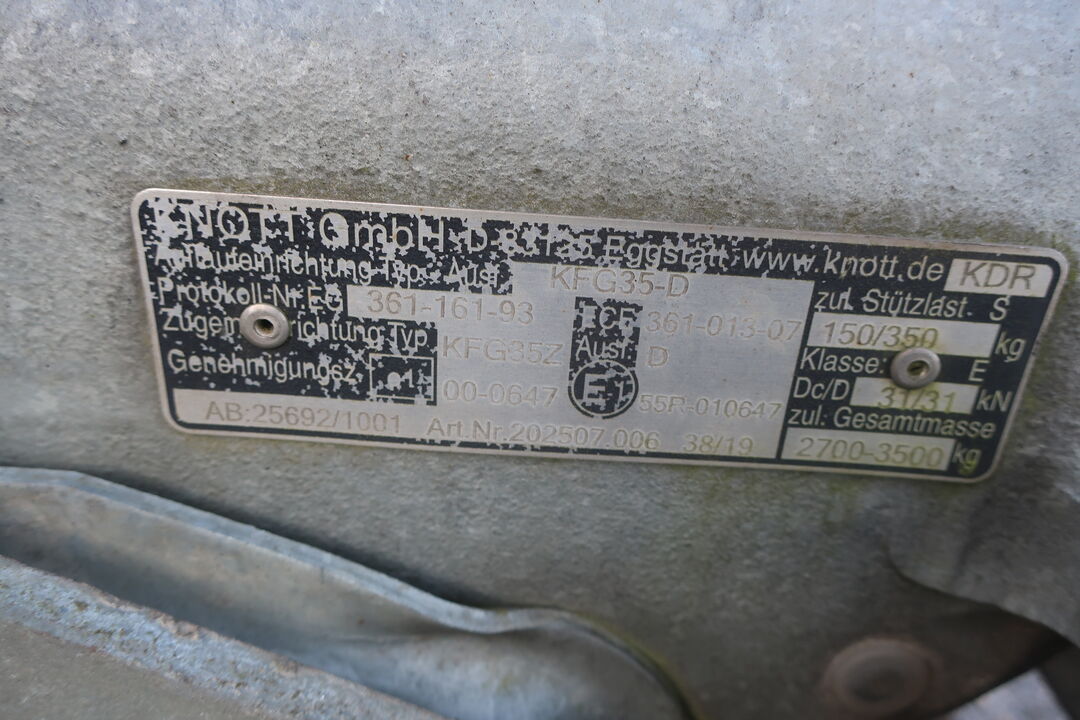 KNOTT GmbH D-83125 Eggstätt www.knott.de KDR
Auflaufeinrichtung Typ: Ausf. KFG35-D zul. Stützlast S
Protokoll-Nr.EG 361-161-93 ECE 361-013-07 150/350 kg
Typ KFG35Z Ausf. D Klasse: E
Genehmigungsz. e1 00-0647 E1 55R-010647 Dc/D 31/31 kN
zul. Gesamtmasse
AB:25692/1001 Art.Nr.202507.006 38/19 2700-3500 kg